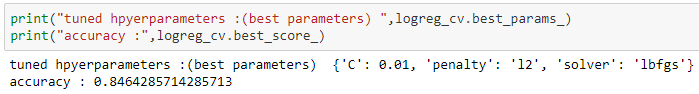 print("tuned hpyerparameters :(best parameters) ",logreg_cv.best_params_)
print("accuracy :",logreg_cv.best_score_)
tuned hpyerparameters :(best parameters)  {'C': 0.01, 'penalty': 'l2', 'solver': 'lbfgs'}
accuracy : 0.8464285714285713